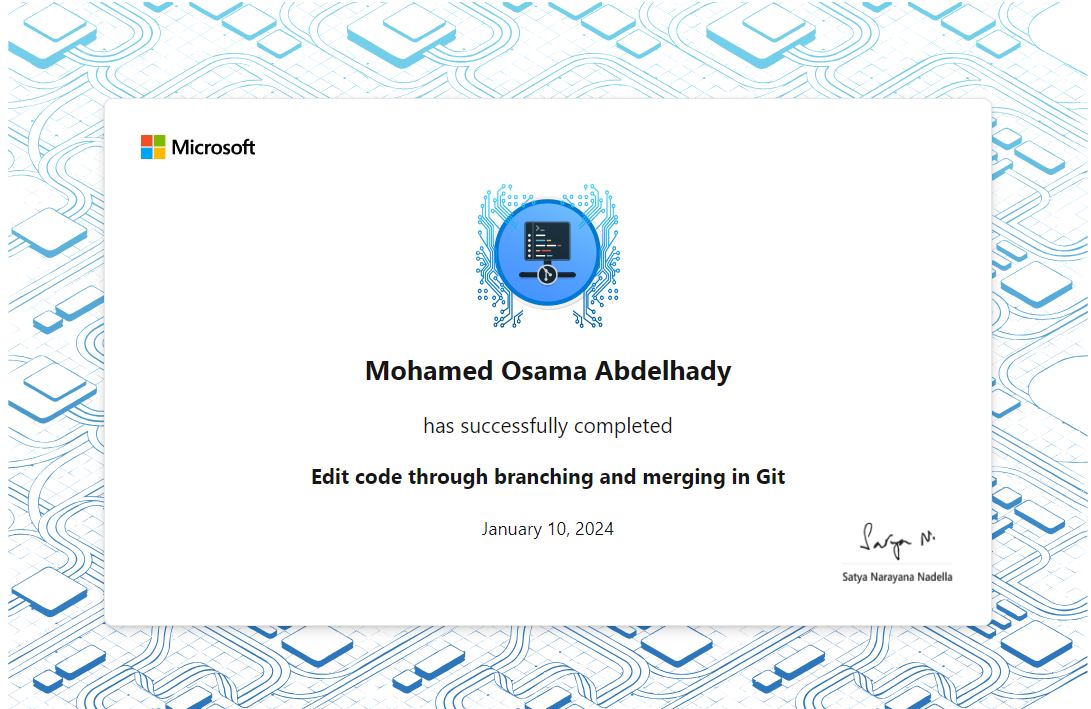 Microsoft
Mohamed Osama Abdelhady
has successfully completed
Edit code through branching and merging in Git
January 10, 2024
Satya N.
Satya Narayana Nadella